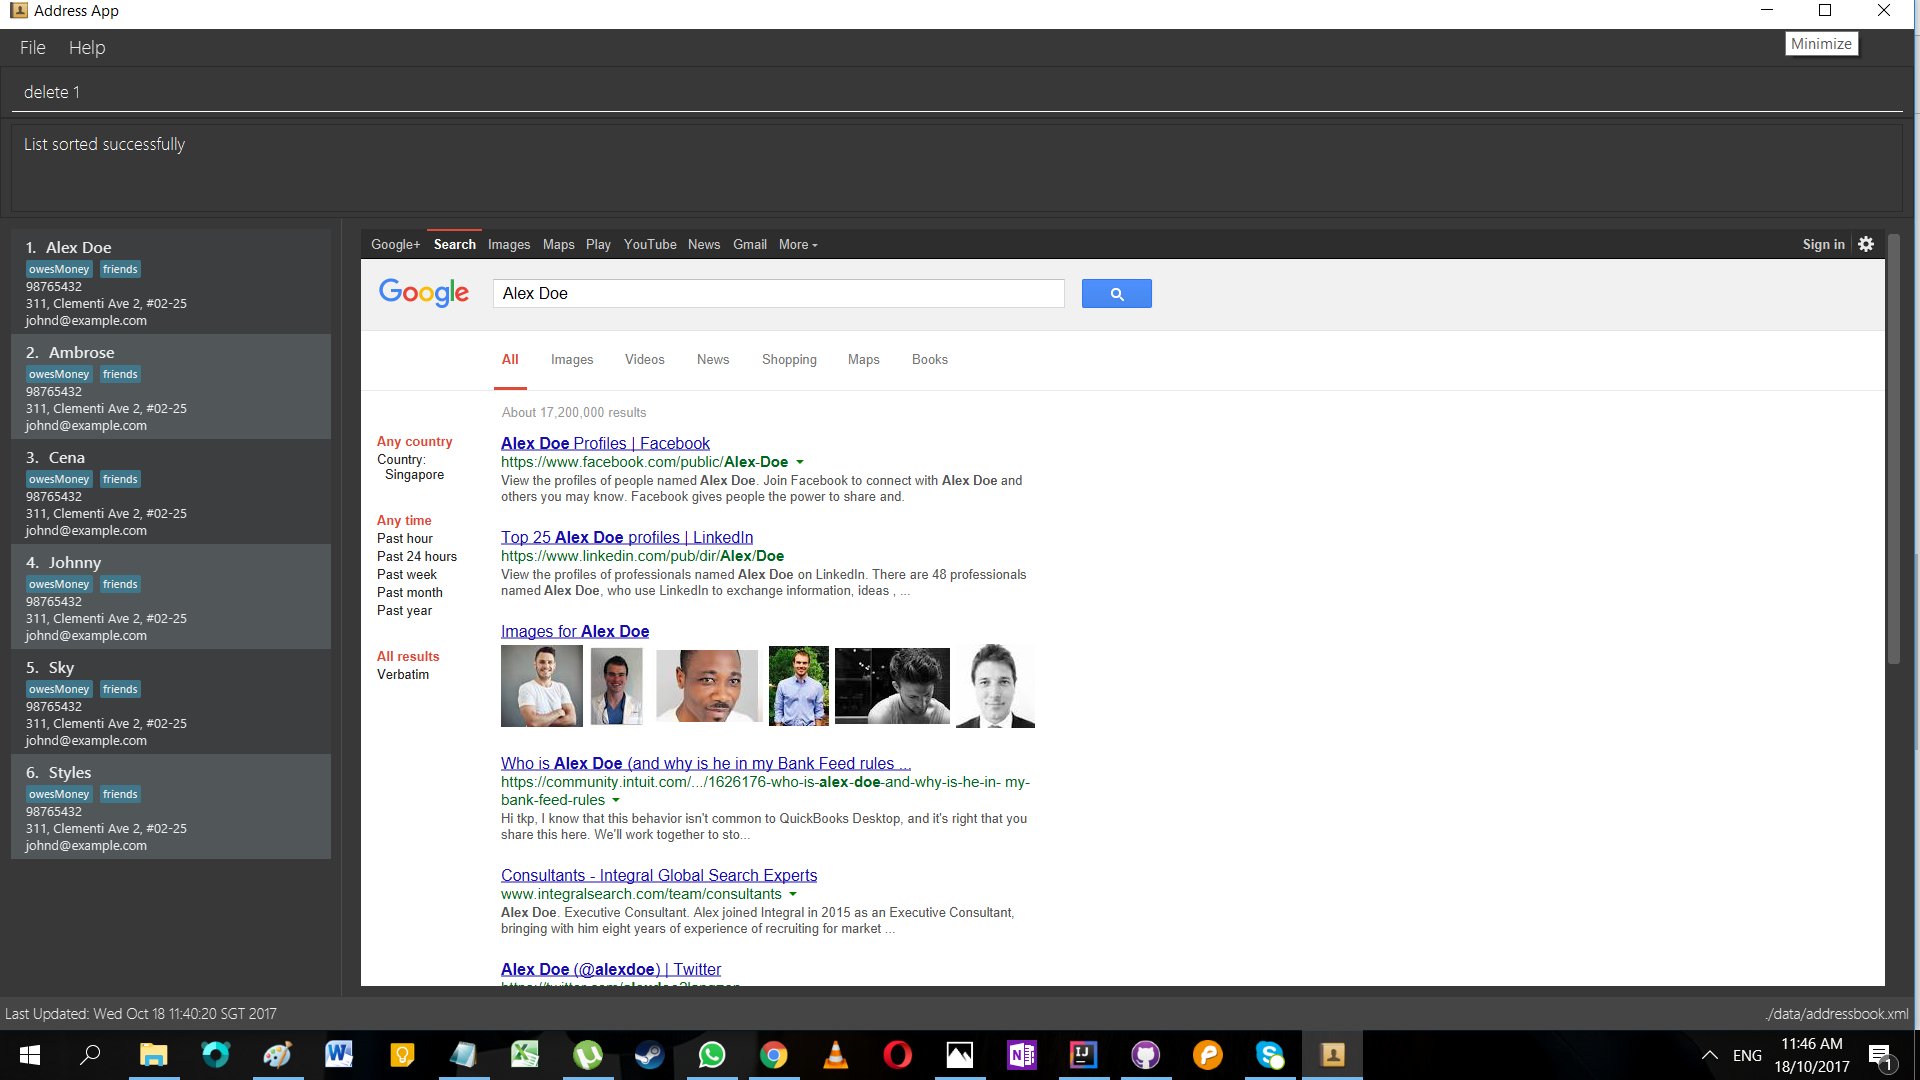 Address App
File Help
Minimize
delete 1
List sorted successfully
1. Alex Doe
owesMoney friends
98765432
311, Clementi Ave 2, #02-25
johnd@example.com
2. Ambrose
owesMoney friends
98765432
311, Clementi Ave 2, #02-25
johnd@example.com
3. Cena
owesMoney friends
98765432
311, Clementi Ave 2, #02-25
johnd@example.com
4. Johnny
owesMoney friends
98765432
311, Clementi Ave 2, #02-25
johnd@example.com
5. Sky
owesMoney friends
98765432
311, Clementi Ave 2, #02-25
johnd@example.com
6. Styles
owesMoney friends
98765432
311, Clementi Ave 2, #02-25
johnd@example.com
Google+ Search Images Maps Play YouTube News Gmail More Sign in
Google Alex Doe
All Images Videos News Shopping Maps Books
About 17,200,000 results
Any country
Country:
Singapore
Any time
Past hour
Past 24 hours
Past week
Past month
Past year
All results
Verbatim
Alex Doe Profiles | Facebook
https://www.facebook.com/public/Alex-Doe
View the profiles of people named Alex Doe. Join Facebook to connect with Alex Doe and
others you may know. Facebook gives people the power to share and.
Top 25 Alex Doe profiles | LinkedIn
https://www.linkedin.com/pub/dir/Alex/Doe
View the profiles of professionals named Alex Doe on LinkedIn. There are 48 professionals
named Alex Doe, who use LinkedIn to exchange information, ideas , ...
Images for Alex Doe
Who is Alex Doe (and why is he in my Bank Feed rules ...
https://community.intuit.com/.../1626176-who-is-alex-doe-and-why-is-he-in- my-
bank-feed-rules
Hi tkp, I know that this behavior isn't common to QuickBooks Desktop, and it's right that you
share this here. We'll work together to sto...
Consultants - Integral Global Search Experts
www.integralsearch.com/team/consultants
Alex Doe. Executive Consultant. Alex joined Integral in 2015 as an Executive Consultant,
bringing with him eight years of experience of recruiting for market ...
Alex Doe (@alexdoe) | Twitter
Last Updated: Wed Oct 18 11:40:20 SGT 2017
./data/addressbook.xml
ENG
11:46 AM
18/10/2017
1